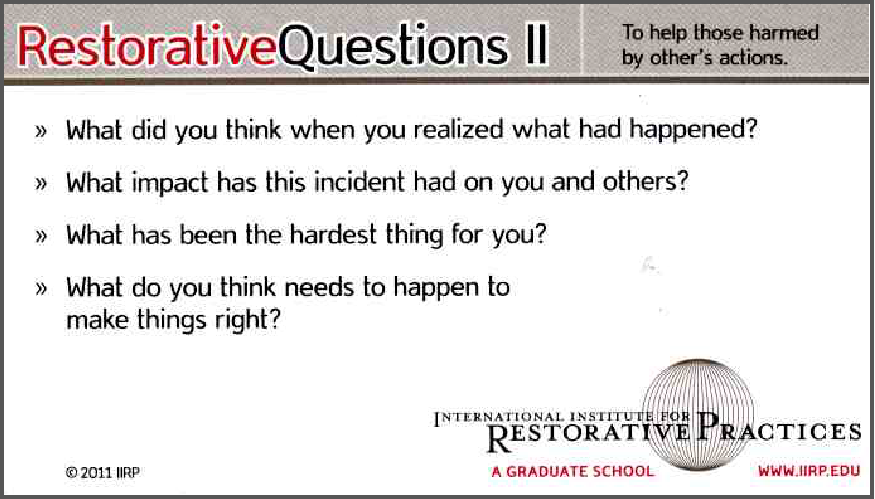 RestorativeQuestions II
To help those harmed
by other's actions.
» What did you think when you realized what had happened?
» What impact has this incident had on you and others?
» What has been the hardest thing for you?
» What do you think needs to happen to
make things right?
INTERNATIONAL INSTITUTE FOR
RESTORATIVE PRACTICES
© 2011 IIRP
A GRADUATE SCHOOL
WWW.IIRP.EDU